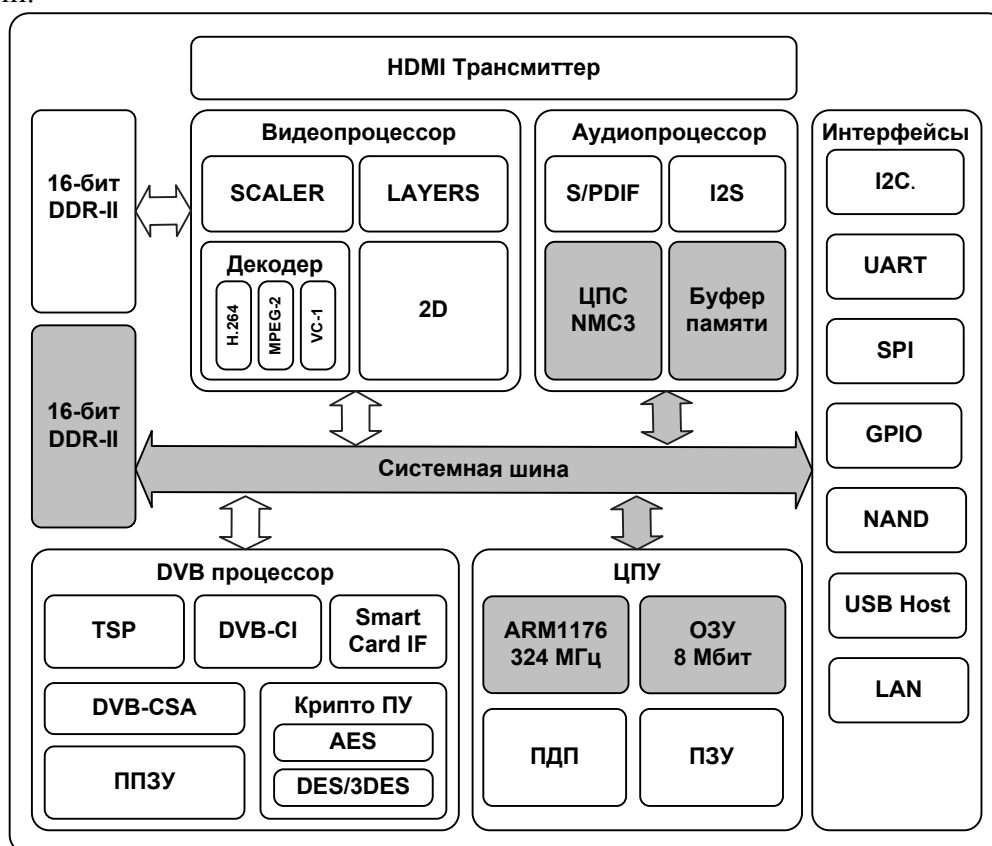 HDMI Трансмиттер
16-бит
DDR-II
Видеопроцессор
SCALER
LAYERS
Декодер
H.264
MPEG-2
VC-1
2D
Аудиопроцессор
S/PDIF
I2S
ЦПС
NMC3
Буфер
памяти
Интерфейсы
I2C.
UART
SPI
GPIO
NAND
USB Host
LAN
16-бит
DDR-II
Системная шина
DVB процессор
TSP
DVB-CI
Smart
Card IF
DVB-CSA
ППЗУ
Крипто ПУ
AES
DES/3DES
ЦПУ
ARM1176
324 МГц
ОЗУ
8 Мбит
ПДП
ПЗУ